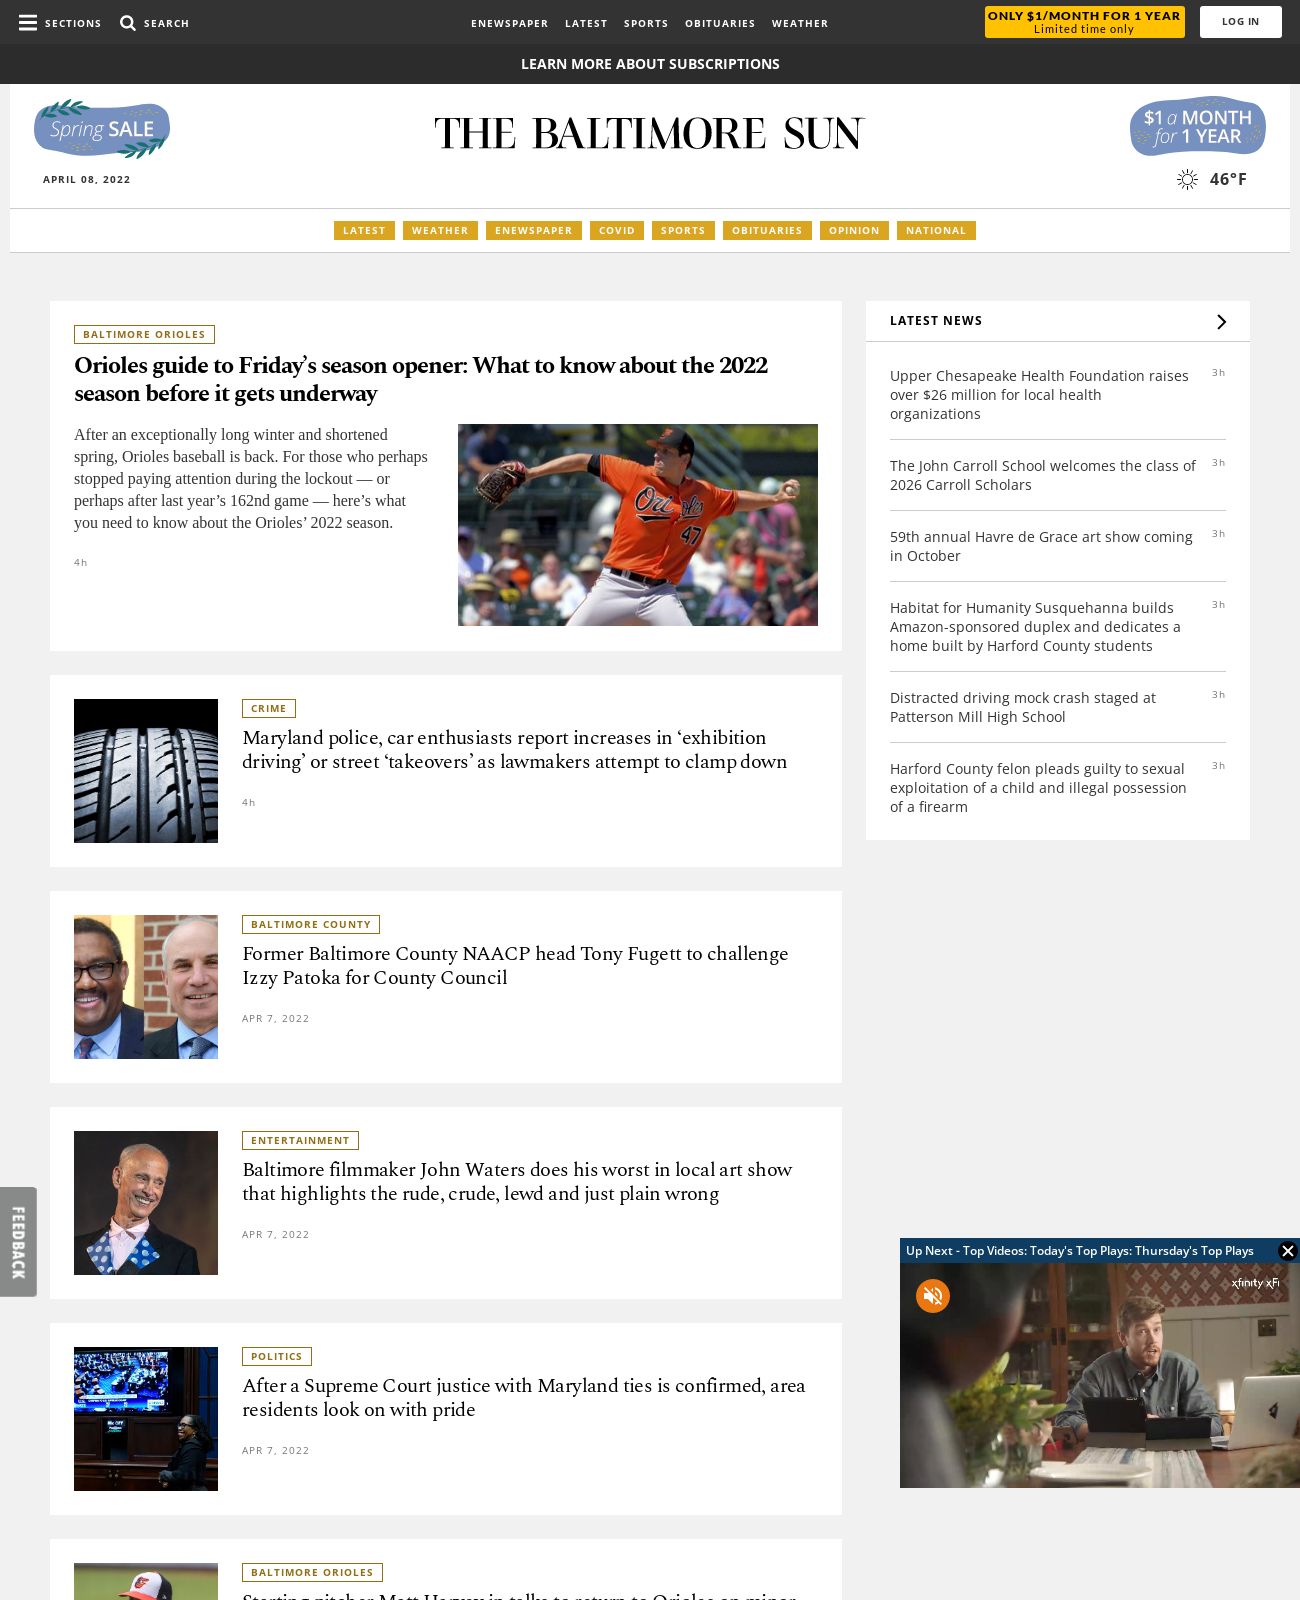 SECTIONS
SEARCH
ENEWSPAPER
LATEST
SPORTS
OBITUARIES
WEATHER
ONLY $1/MONTH FOR 1 YEAR
Limited time only
LOG IN
LEARN MORE ABOUT SUBSCRIPTIONS
Spring SALE
THE BALTIMORE SUN
$1 a MONTH
for 1 YEAR
APRIL 08, 2022
46°F
LATEST
WEATHER
ENEWSPAPER
COVID
SPORTS
OBITUARIES
OPINION
NATIONAL
BALTIMORE ORIOLES
Orioles guide to Friday’s season opener: What to know about the 2022
season before it gets underway
After an exceptionally long winter and shortened
spring, Orioles baseball is back. For those who perhaps
stopped paying attention during the lockout — or
perhaps after last year’s 162nd game — here’s what
you need to know about the Orioles’ 2022 season.
4h
47
CRIME
Maryland police, car enthusiasts report increases in ‘exhibition
driving’ or street ‘takeovers’ as lawmakers attempt to clamp down
4h
BALTIMORE COUNTY
Former Baltimore County NAACP head Tony Fugett to challenge
Izzy Patoka for County Council
APR 7, 2022
ENTERTAINMENT
Baltimore filmmaker John Waters does his worst in local art show
that highlights the rude, crude, lewd and just plain wrong
APR 7, 2022
POLITICS
After a Supreme Court justice with Maryland ties is confirmed, area
residents look on with pride
APR 7, 2022
BALTIMORE ORIOLES
Starting pitcher Matt Harvey in talks to return to Orioles on minor
LATEST NEWS
Upper Chesapeake Health Foundation raises
over $26 million for local health
organizations
3h
The John Carroll School welcomes the class of
2026 Carroll Scholars
3h
59th annual Havre de Grace art show coming
in October
3h
Habitat for Humanity Susquehanna builds
Amazon-sponsored duplex and dedicates a
home built by Harford County students
3h
Distracted driving mock crash staged at
Patterson Mill High School
3h
Harford County felon pleads guilty to sexual
exploitation of a child and illegal possession
of a firearm
3h
FEEDBACK
Up Next - Top Videos: Today's Top Plays: Thursday's Top Plays
xfinity xFi